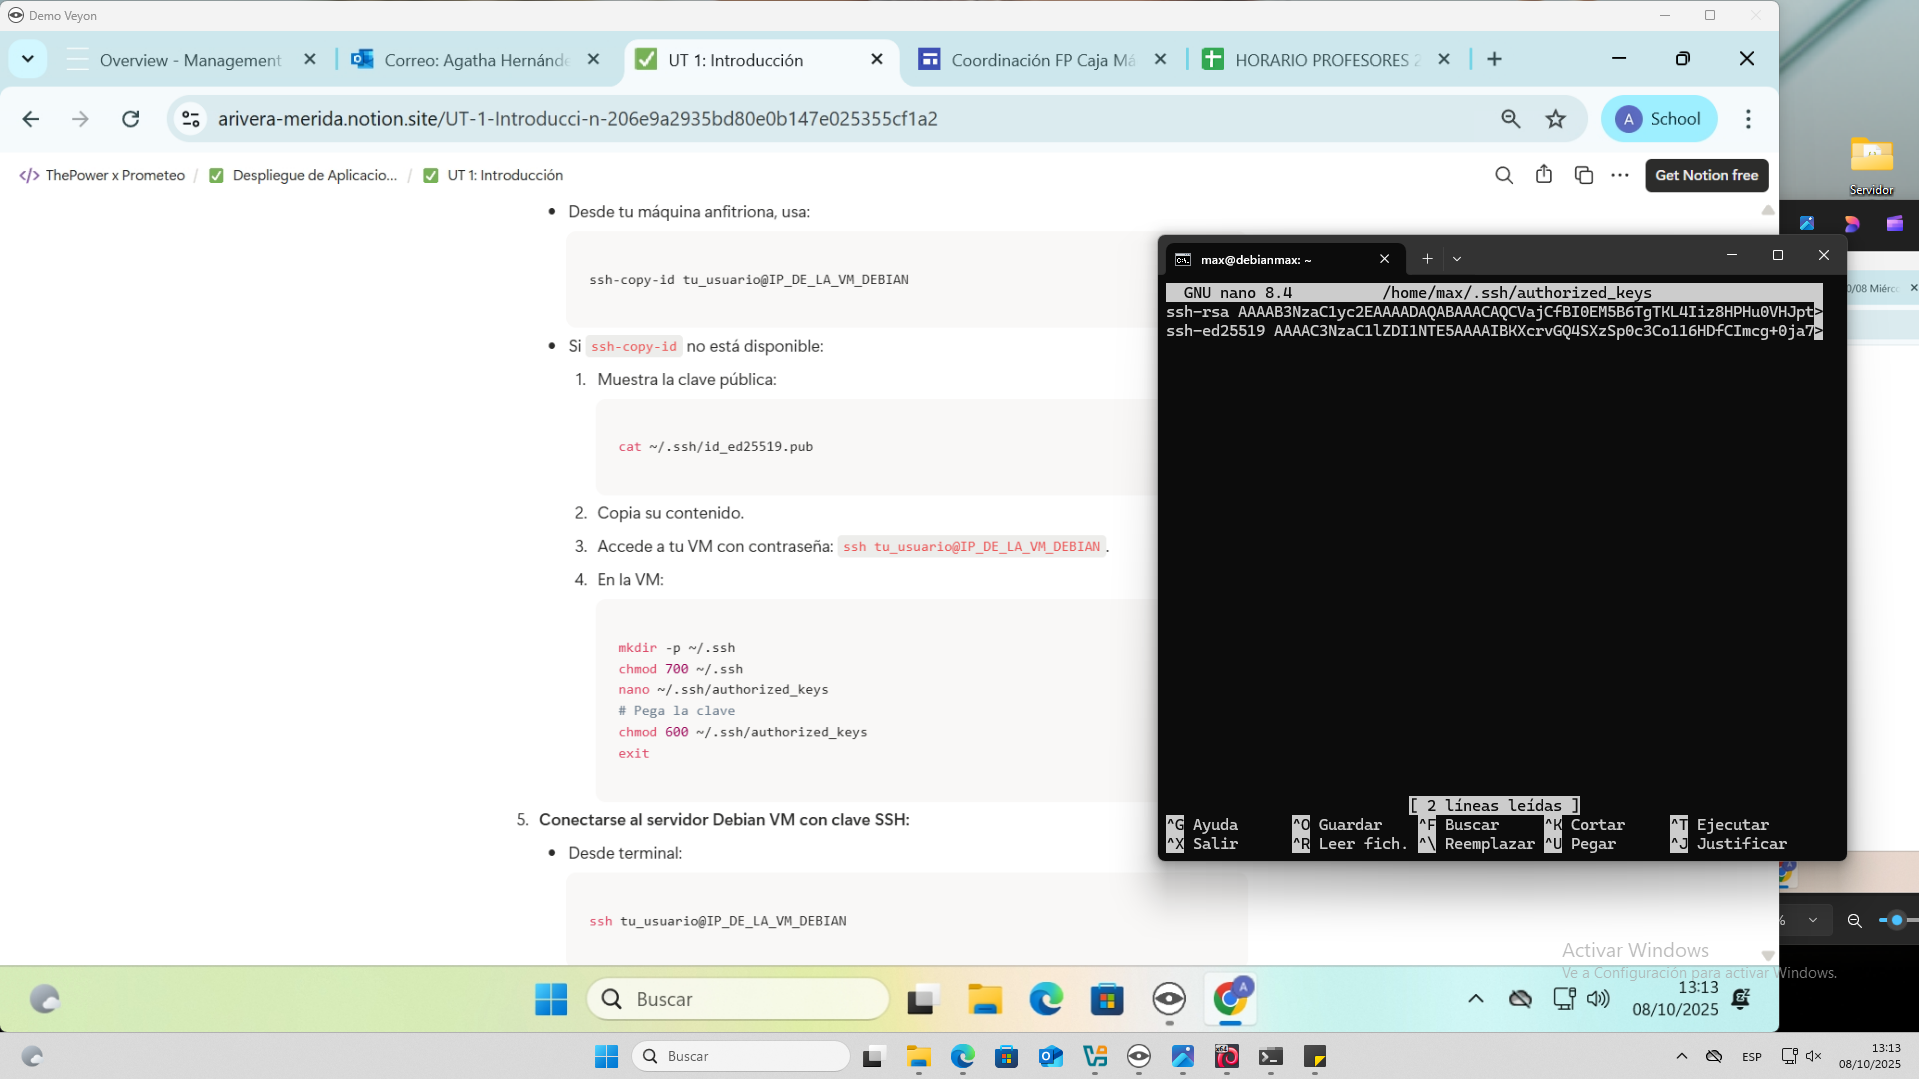 Demo Veyon
Overview - Management
Correo: Agatha Hernánde
UT 1: Introducción
Coordinación FP Caja Má
HORARIO PROFESORES 2
arivera-merida.notion.site/UT-1-Introducci-n-206e9a2935bd80e0b147e025355cf1a2
A School
</> ThePower x Prometeo / Despliegue de Aplicacio... / UT 1: Introducción
Get Notion free
Servidor
• Desde tu máquina anfitriona, usa:
ssh-copy-id tu_usuario@IP_DE_LA_VM_DEBIAN
• Si ssh-copy-id no está disponible:
1. Muestra la clave pública:
cat ~/.ssh/id_ed25519.pub
2. Copia su contenido.
3. Accede a tu VM con contraseña: ssh tu_usuario@IP_DE_LA_VM_DEBIAN.
4. En la VM:
mkdir -p ~/.ssh
chmod 700 ~/.ssh
nano ~/.ssh/authorized_keys
# Pega la clave
chmod 600 ~/.ssh/authorized_keys
exit
5. Conectarse al servidor Debian VM con clave SSH:
• Desde terminal:
ssh tu_usuario@IP_DE_LA_VM_DEBIAN
max@debianmax: ~
GNU nano 8.4 /home/max/.ssh/authorized_keys
ssh-rsa AAAAB3NzaC1yc2EAAAADAQABAAACAQCVajCfBI0EM5B6TgTKL4Iiz8HPHu0VHJpt>
ssh-ed25519 AAAAC3NzaC1lZDI1NTE5AAAAIBKXcrvGQ4SXzSp0c3Co116HDfCImcg+0ja7>
[ 2 líneas leídas ]
^G Ayuda ^O Guardar ^F Buscar ^K Cortar ^T Ejecutar
^X Salir ^R Leer fich. ^\ Reemplazar ^U Pegar ^J Justificar
0/08 Miérc
%
Activar Windows
Ve a Configuración para activar Windows.
Buscar
A
13:13
08/10/2025
Buscar
ESP
13:13
08/10/2025